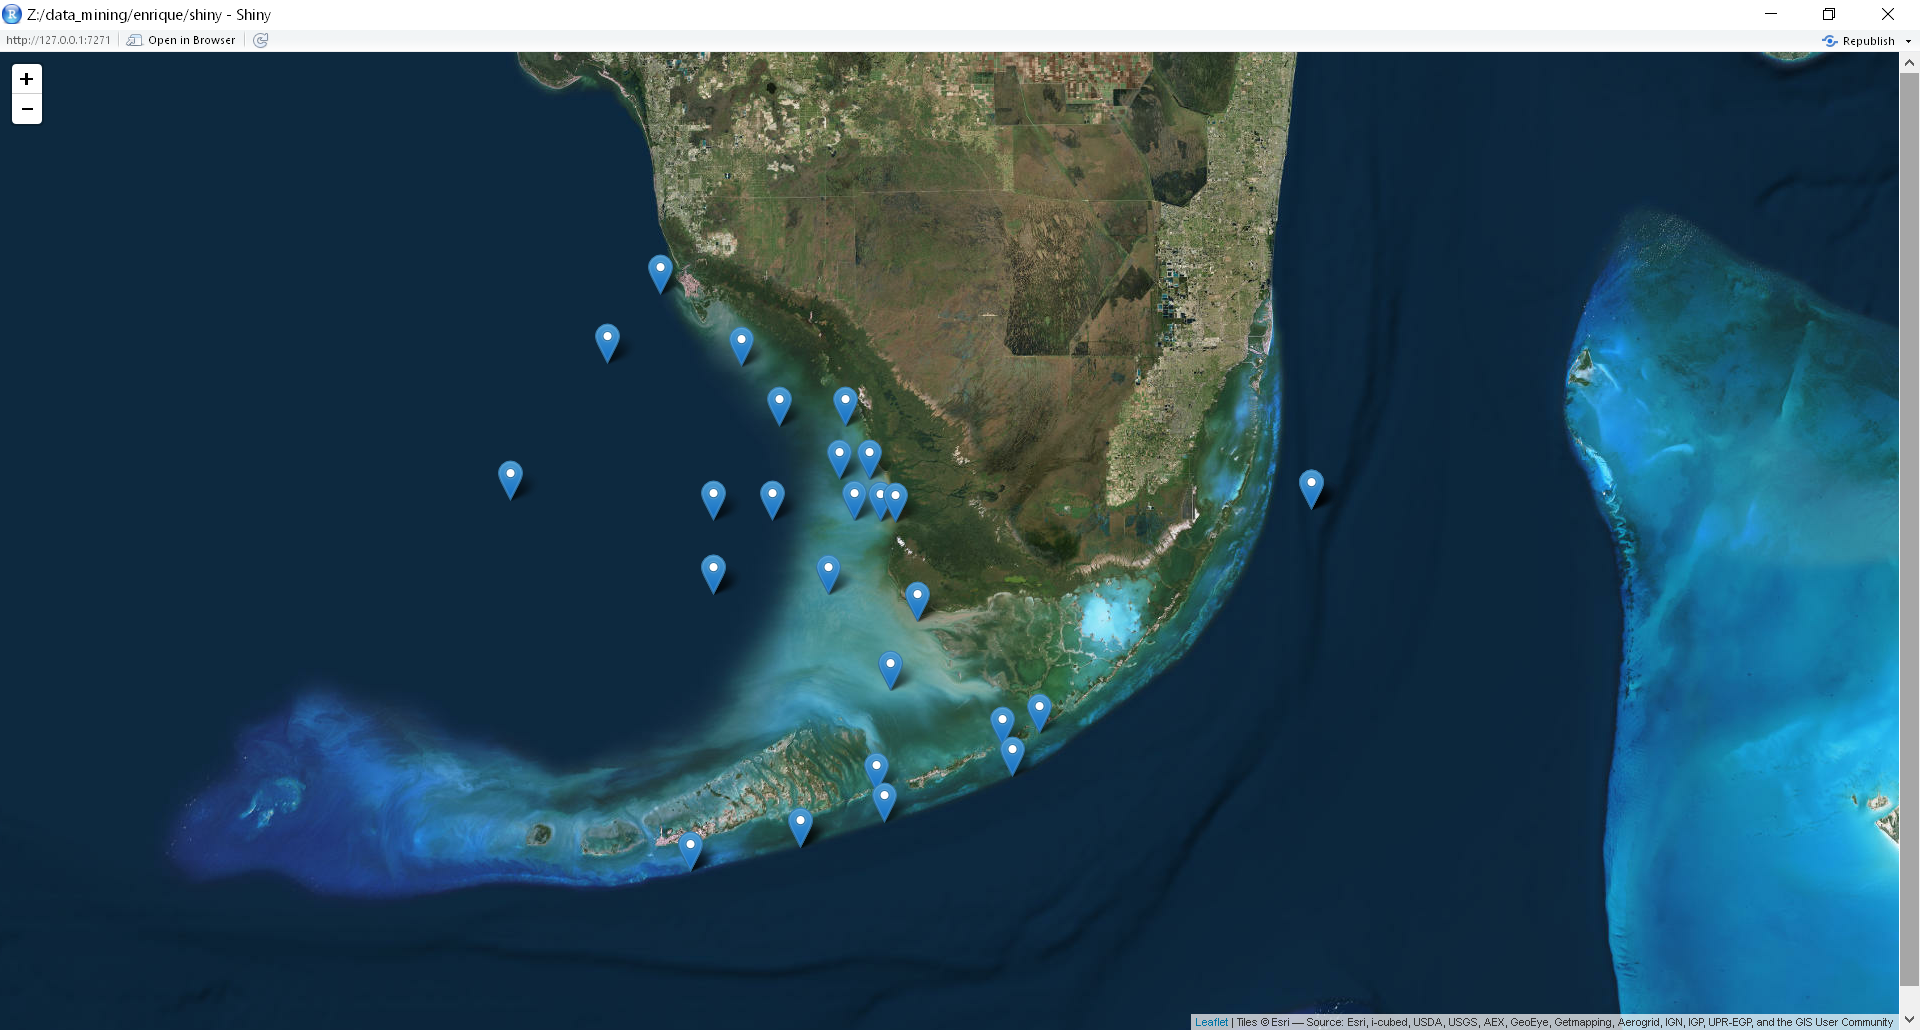 Z:/data_mining/enrique/shiny - Shiny
http://127.0.0.1:7271 Open in Browser Republish
+
−
Leaflet | Tiles © Esri — Source: Esri, i-cubed, USDA, USGS, AEX, GeoEye, Getmapping, Aerogrid, IGN, IGP, UPR-EGP, and the GIS User Community